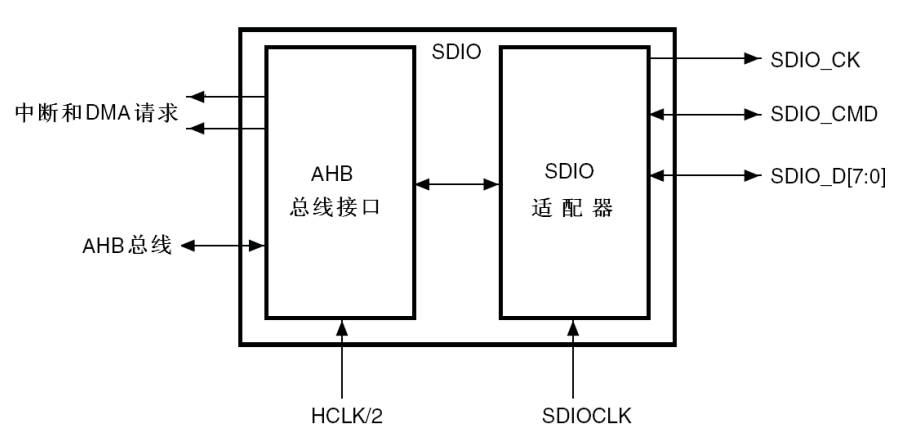 SDIO
SDIO_CK
中断和DMA请求
SDIO_CMD
AHB
总线接口
SDIO
适配器
SDIO_D[7:0]
AHB总线
HCLK/2
SDIOCLK